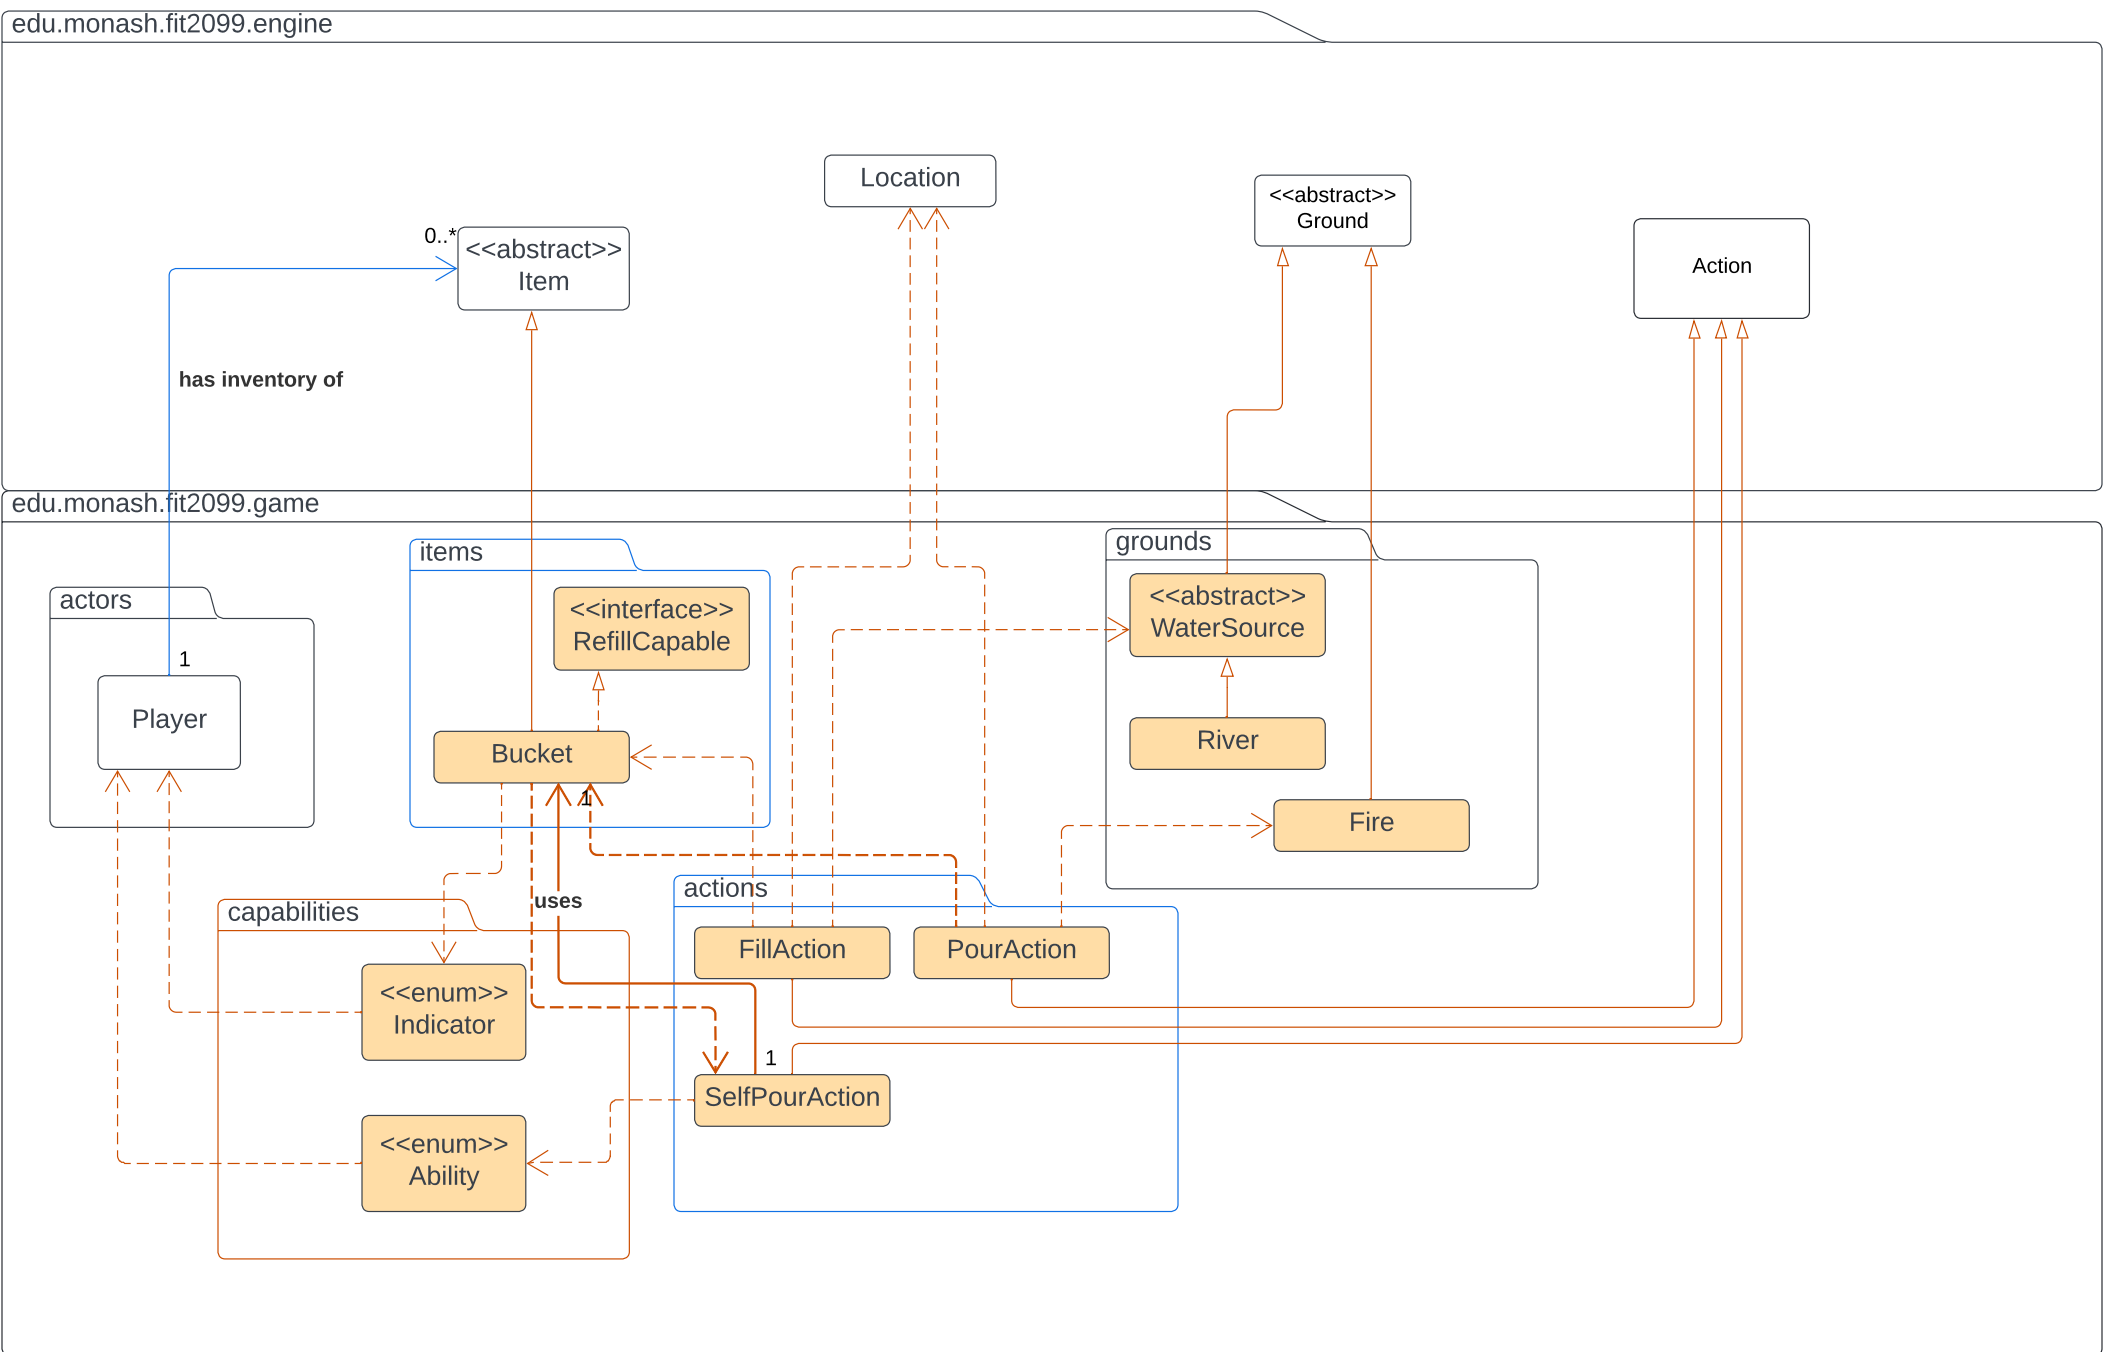 edu.monash.fit2099.engine
Location
<<abstract>>
Ground
0..*
<<abstract>>
Item
Action
has inventory of
edu.monash.fit2099.game
items
grounds
actors
<<interface>>
RefillCapable
<<abstract>>
WaterSource
1
Player
Bucket
River
1
Fire
actions
uses
capabilities
FillAction
PourAction
<<enum>>
Indicator
1
SelfPourAction
<<enum>>
Ability